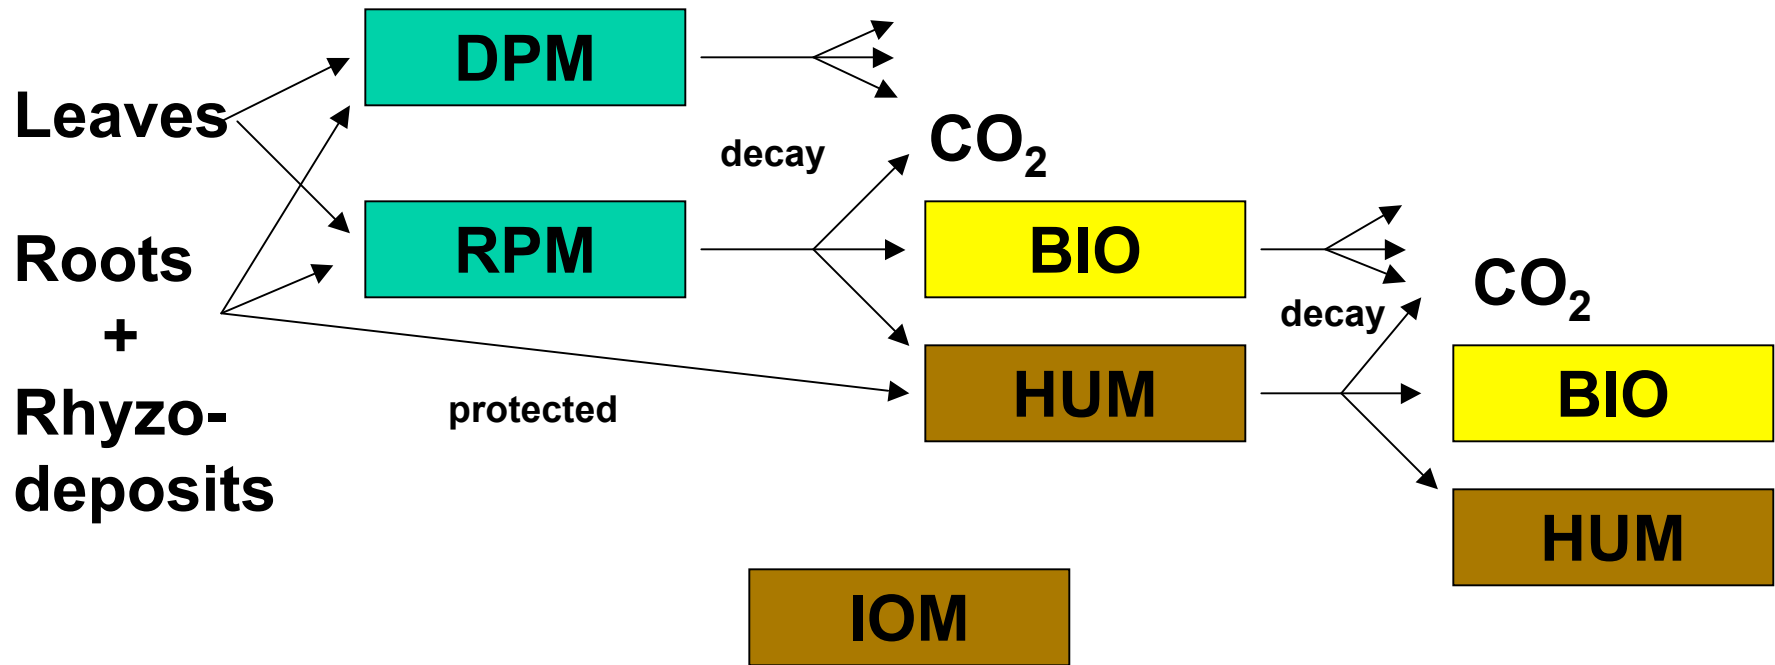 DPM
Leaves
decay
CO2
RPM
BIO
Roots
+
Rhyzo-
deposits
protected
HUM
decay
CO2
BIO
HUM
IOM